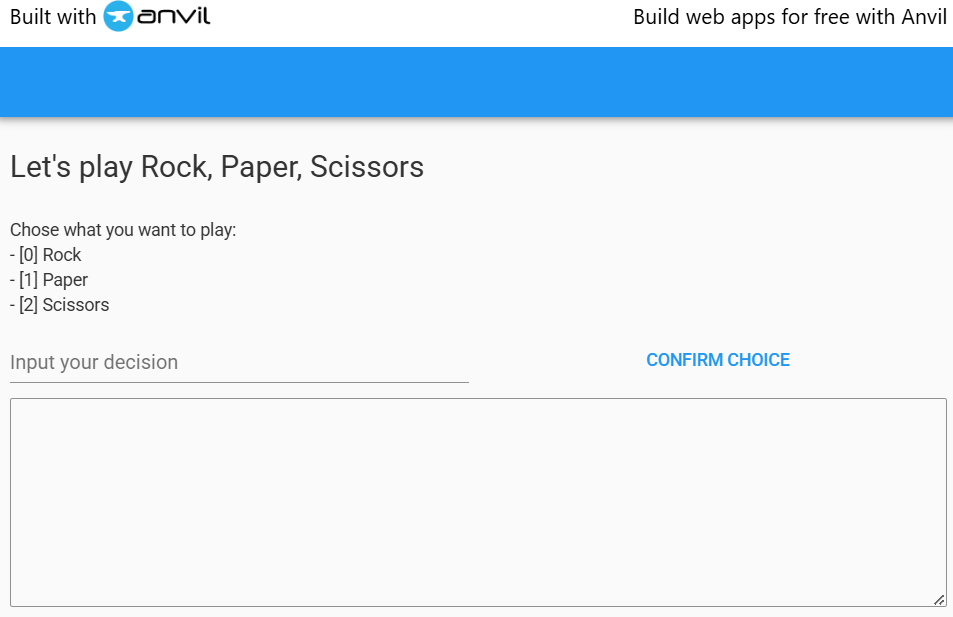 Built with anvil
Build web apps for free with Anvil
Let's play Rock, Paper, Scissors
Chose what you want to play:
- [0] Rock
- [1] Paper
- [2] Scissors
Input your decision
CONFIRM CHOICE